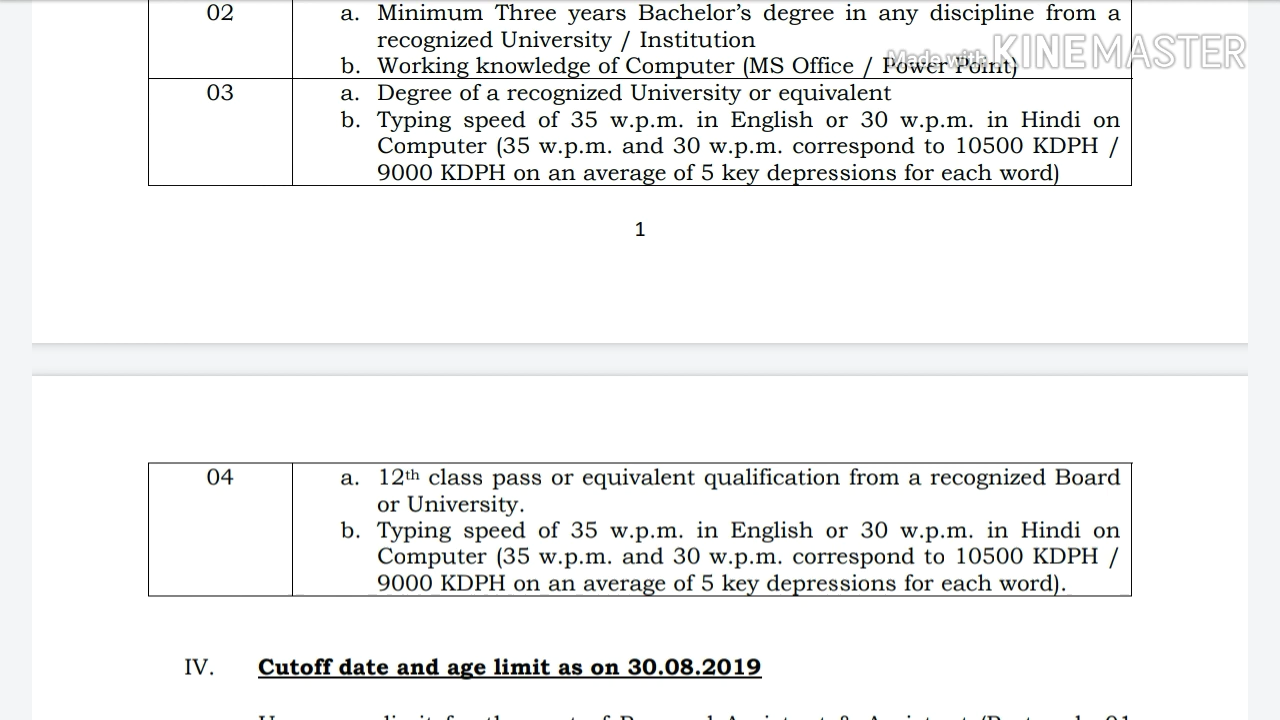 02 a. Minimum Three years Bachelor's degree in any discipline from a
recognized University / Institution
b. Working knowledge of Computer (MS Office / Power Point)
Made with KINEMASTER
03 a. Degree of a recognized University or equivalent
b. Typing speed of 35 w.p.m. in English or 30 w.p.m. in Hindi on
Computer (35 w.p.m. and 30 w.p.m. correspond to 10500 KDPH /
9000 KDPH on an average of 5 key depressions for each word)
1
04 a. 12th class pass or equivalent qualification from a recognized Board
or University.
b. Typing speed of 35 w.p.m. in English or 30 w.p.m. in Hindi on
Computer (35 w.p.m. and 30 w.p.m. correspond to 10500 KDPH /
9000 KDPH on an average of 5 key depressions for each word).
IV. Cutoff date and age limit as on 30.08.2019